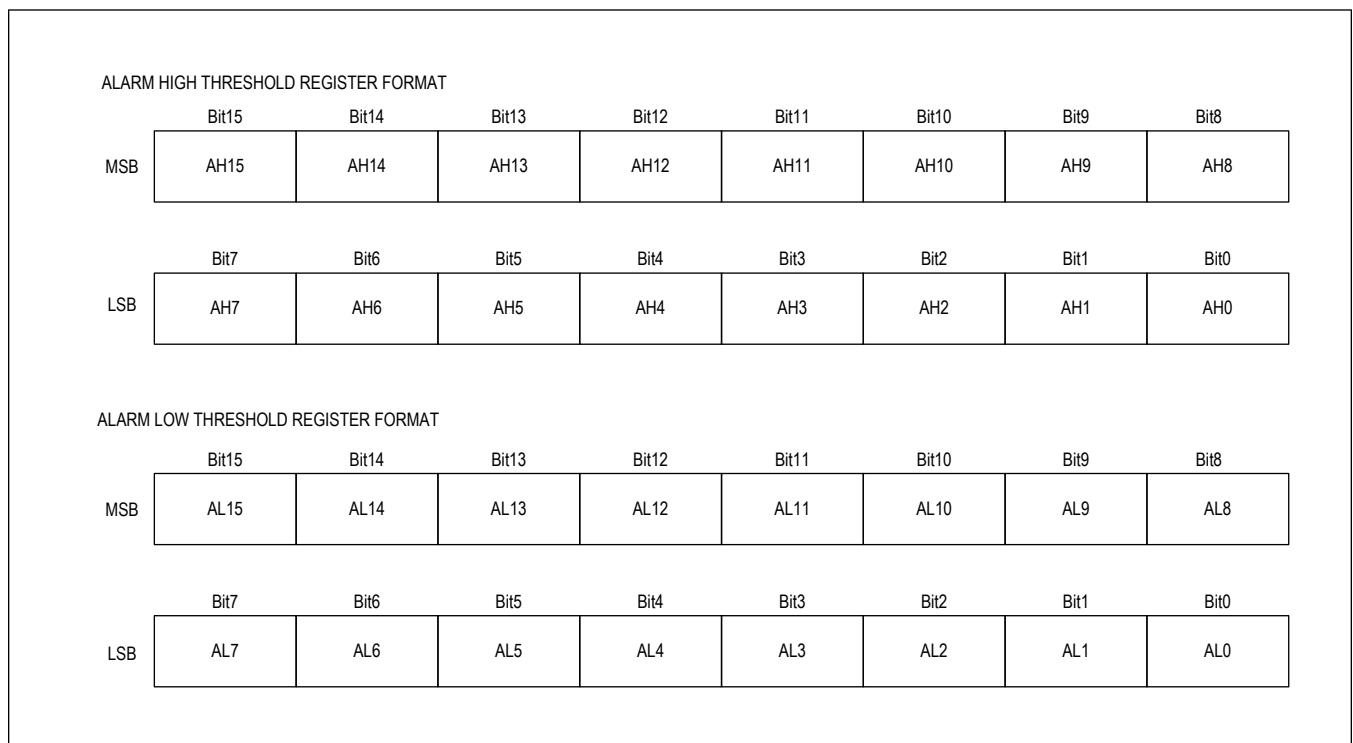 ALARM HIGH THRESHOLD REGISTER FORMAT
Bit15 Bit14 Bit13 Bit12 Bit11 Bit10 Bit9 Bit8
MSB AH15 AH14 AH13 AH12 AH11 AH10 AH9 AH8
Bit7 Bit6 Bit5 Bit4 Bit3 Bit2 Bit1 Bit0
LSB AH7 AH6 AH5 AH4 AH3 AH2 AH1 AH0
ALARM LOW THRESHOLD REGISTER FORMAT
Bit15 Bit14 Bit13 Bit12 Bit11 Bit10 Bit9 Bit8
MSB AL15 AL14 AL13 AL12 AL11 AL10 AL9 AL8
Bit7 Bit6 Bit5 Bit4 Bit3 Bit2 Bit1 Bit0
LSB AL7 AL6 AL5 AL4 AL3 AL2 AL1 AL0